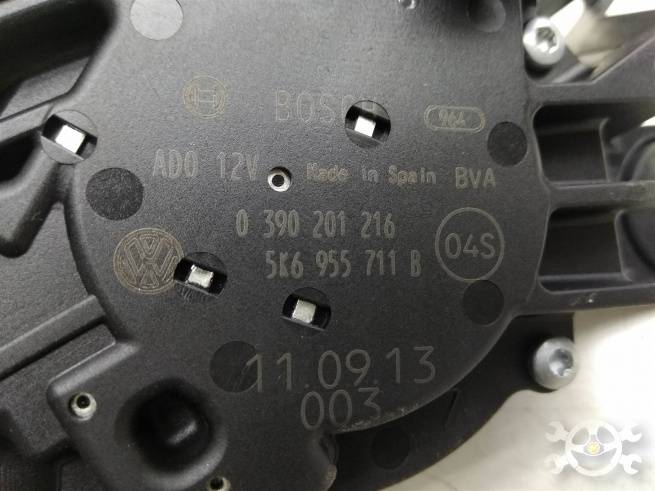 BOSCH 964
AD0 12V Made in Spain BVA
0 390 201 216
5K6 955 711 B 04S
11.09.13
003